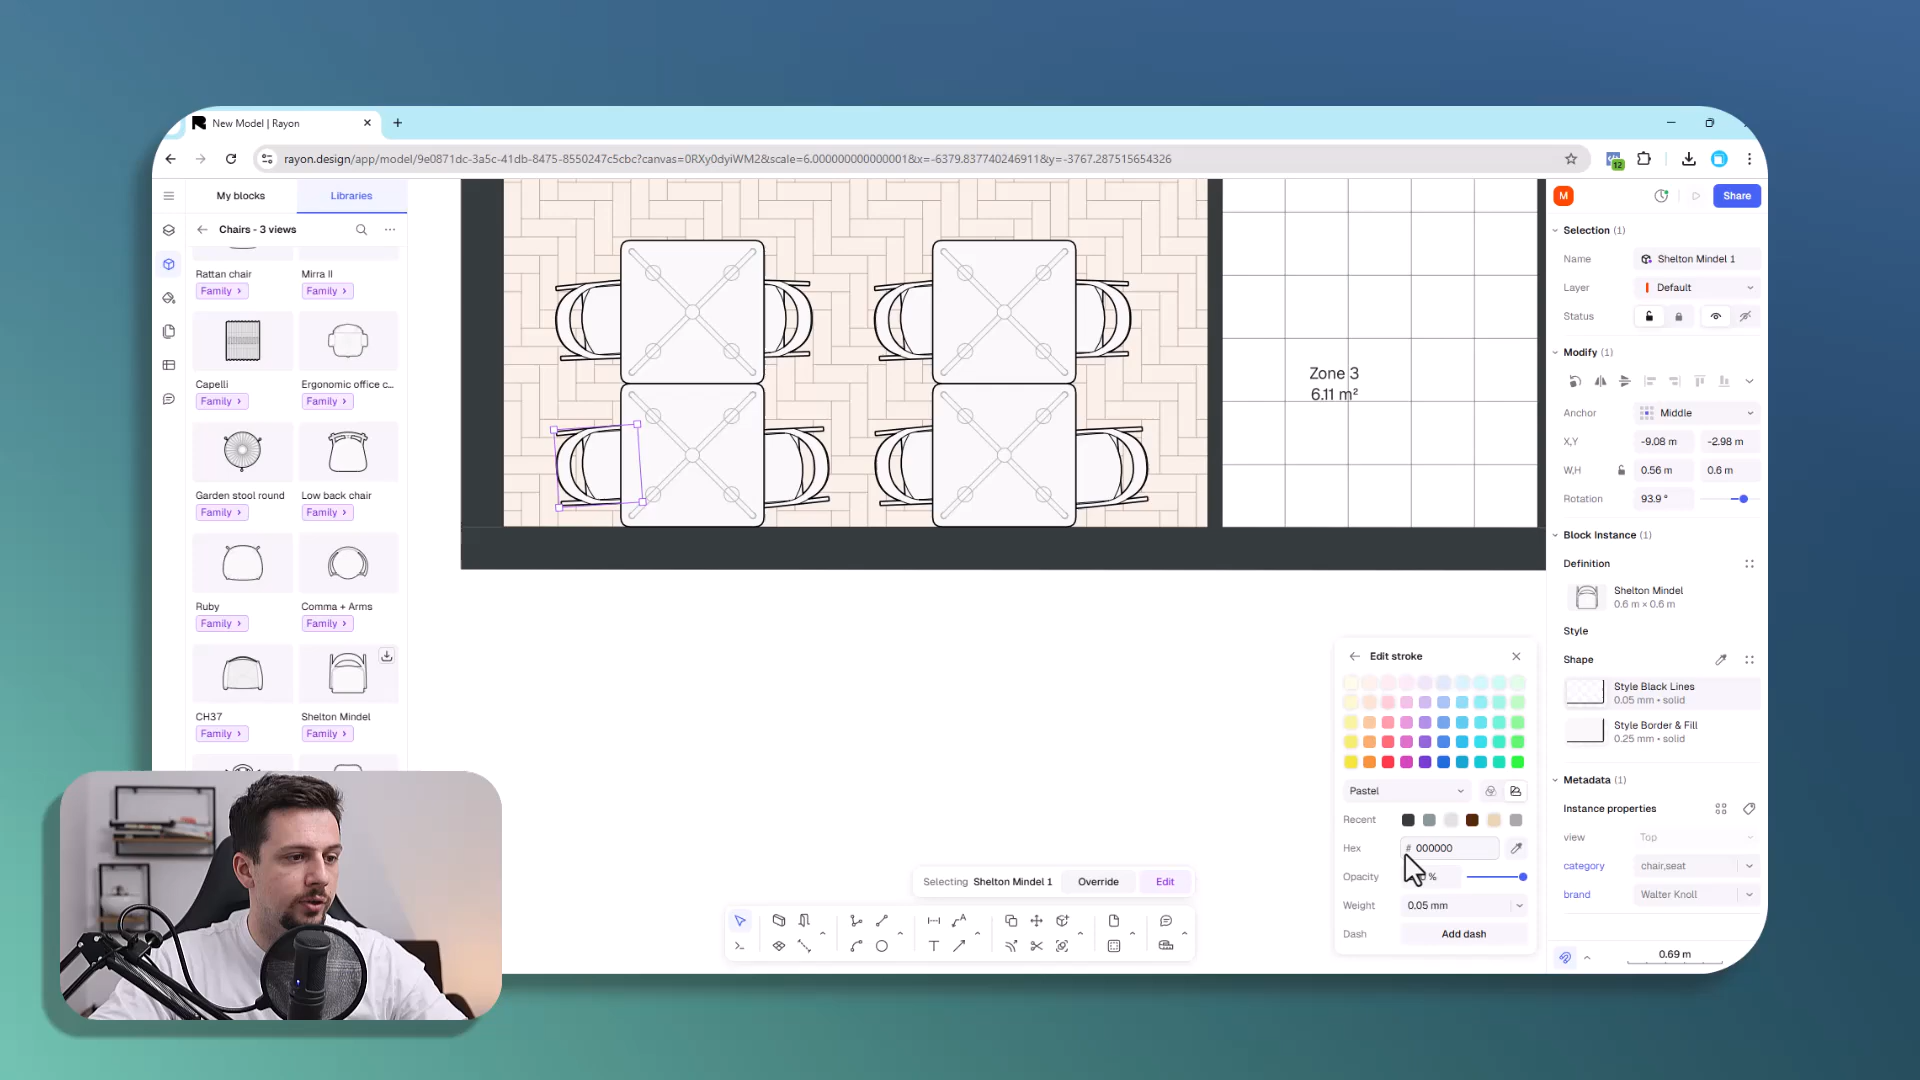 New Model | Rayon
rayon.design/app/model/9e0871dc-3a5c-41db-8475-8550247c5cbc?canvas=0RXy0dyiWM2&scale=6.000000000000001&x=-6379.837740246911&y=-3767.287515654326
12
My blocks
Libraries
Chairs - 3 views
Rattan chair
Mirra II
Family >
Family >
Capelli
Ergonomic office c...
Family >
Family >
Garden stool round
Low back chair
Family >
Family >
Ruby
Comma + Arms
Family >
Family >
CH37
Shelton Mindel
Family >
Family >
Zone 3
6.11 m²
Selecting Shelton Mindel 1
Override
Edit
Edit stroke
Pastel
Recent
Hex
# 000000
Opacity
%
Weight
0.05 mm
Dash
Add dash
M
Share
Selection (1)
Name
Shelton Mindel 1
Layer
Default
Status
Modify (1)
Anchor
Middle
X,Y
-9.08 m
-2.98 m
W,H
0.56 m
0.6 m
Rotation
93.9 °
Block Instance (1)
Definition
Shelton Mindel
0.6 m × 0.6 m
Style
Shape
Style Black Lines
0.05 mm • solid
Style Border & Fill
0.25 mm • solid
Metadata (1)
Instance properties
view
Top
category
chair,seat
brand
Walter Knoll
0.69 m